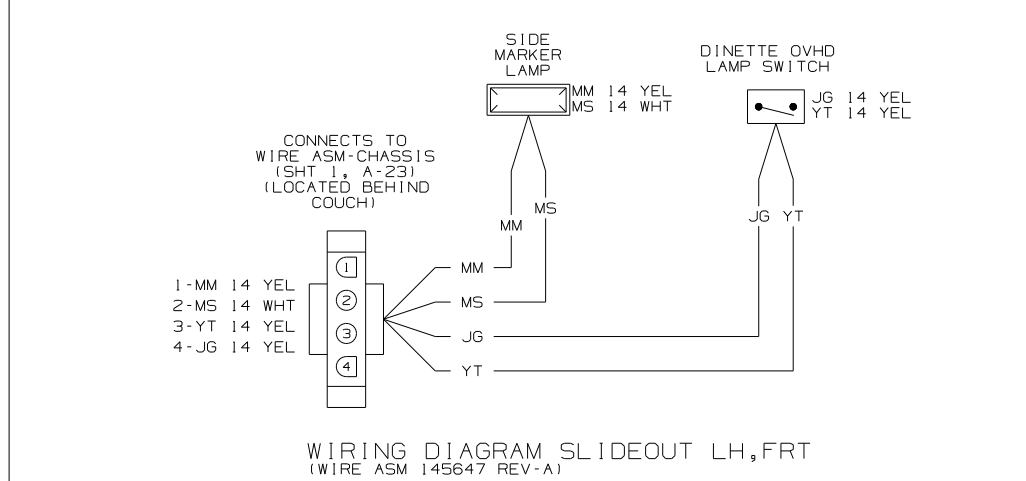 SIDE
MARKER
LAMP
MM 14 YEL
MS 14 WHT
DINETTE OVHD
LAMP SWITCH
JG 14 YEL
YT 14 YEL
CONNECTS TO
WIRE ASM-CHASSIS
(SHT 1, A-23)
(LOCATED BEHIND
COUCH)
MS
MM
JG YT
1-MM 14 YEL
2-MS 14 WHT
3-YT 14 YEL
4-JG 14 YEL
1
2
3
4
MM
MS
JG
YT
WIRING DIAGRAM SLIDEOUT LH,FRT
(WIRE ASM 145647 REV-A)